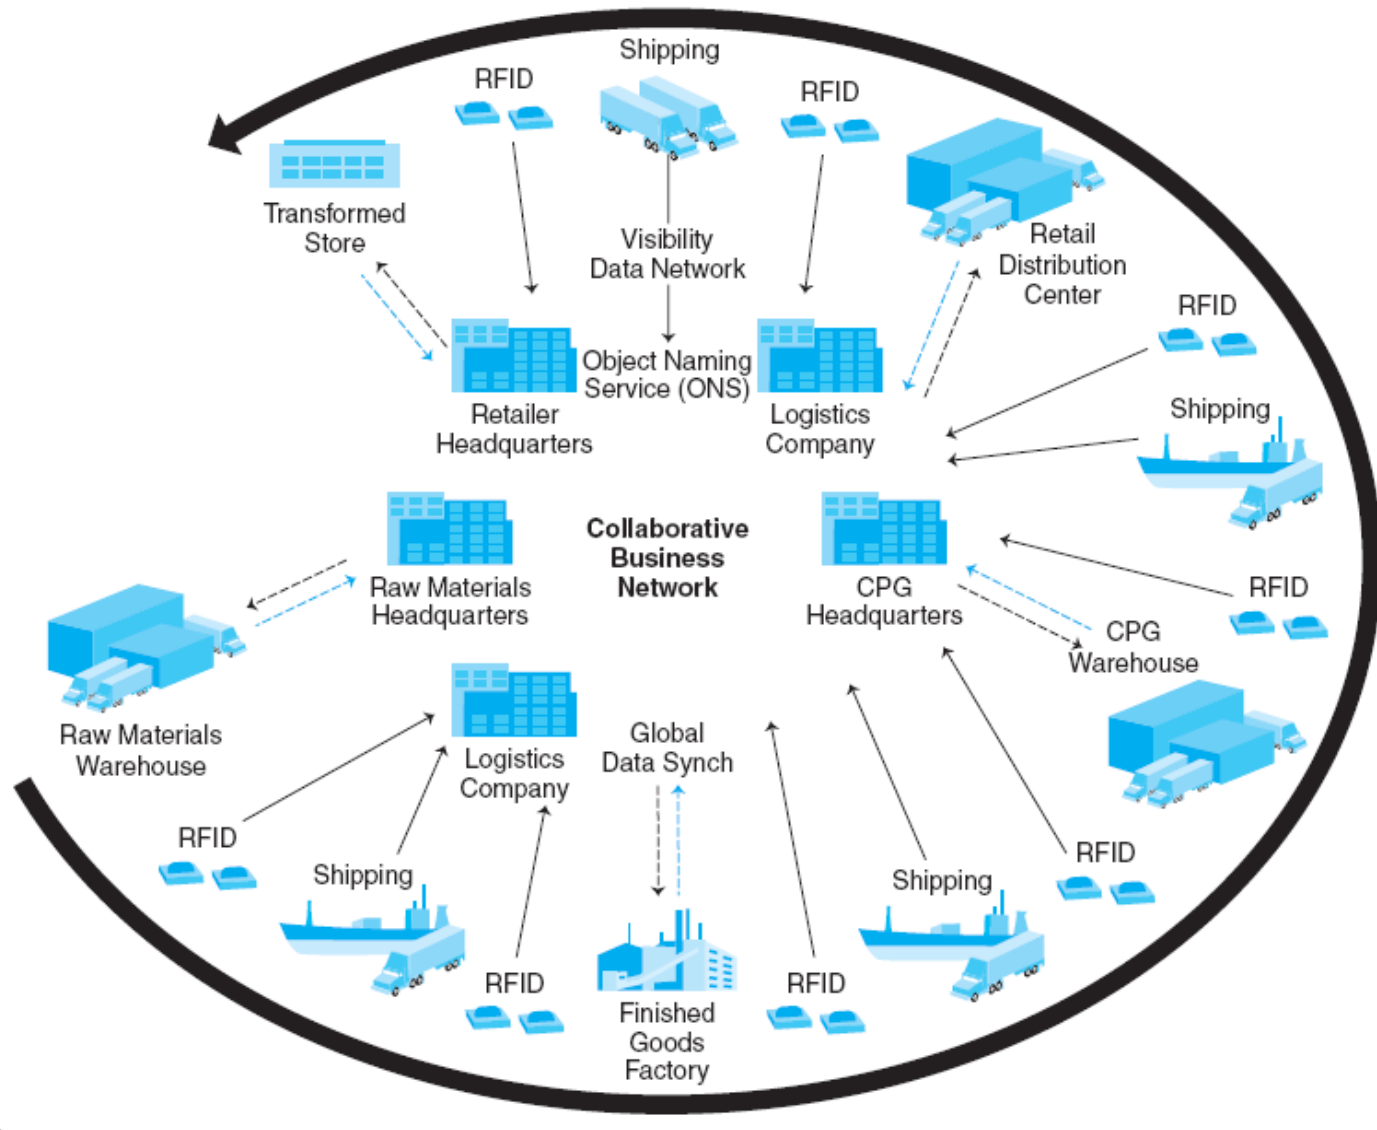 Shipping
RFID
RFID
Transformed
Store
Visibility
Data Network
Retail
Distribution
Center
RFID
Object Naming
Service (ONS)
Retailer
Headquarters
Logistics
Company
Shipping
Collaborative
Business
Network
Raw Materials
Headquarters
CPG
Headquarters
RFID
CPG
Warehouse
Raw Materials
Warehouse
Logistics
Company
Global
Data Synch
RFID
Shipping
RFID
Shipping
RFID
RFID
Finished
Goods
Factory